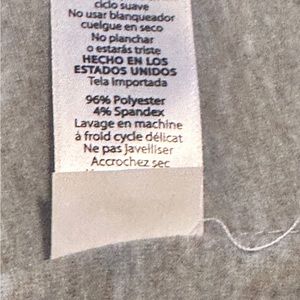 ciclo suave
No usar blanqueador
cuelgue en seco
No planchar
o estarás triste
HECHO EN LOS
ESTADOS UNIDOS
Tela Importada
96% Polyester
4% Spandex
Lavage en machine
à froid cycle délicat
Ne pas Javelliser
Accrochez sec